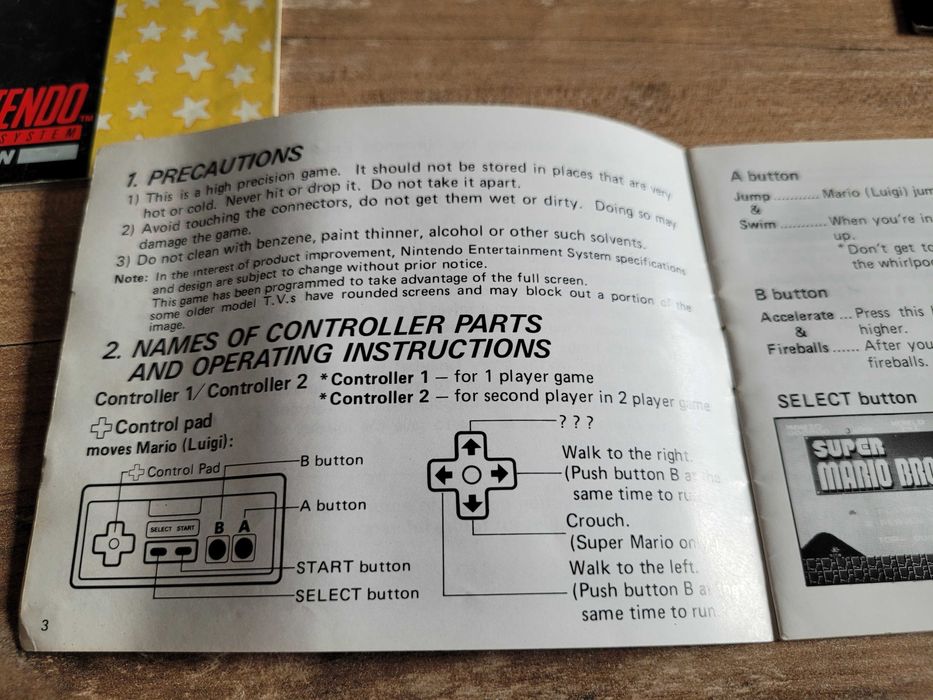 TENDO
TM
SYSTEM
1. PRECAUTIONS
1) This is a high precision game. It should not be stored in places that are very
hot or cold. Never hit or drop it. Do not take it apart.
2) Avoid touching the connectors, do not get them wet or dirty. Doing so may
damage the game.
3) Do not clean with benzene, paint thinner, alcohol or other such solvents.
Note: In the interest of product improvement, Nintendo Entertainment System specifications
and design are subject to change without prior notice.
This game has been programmed to take advantage of the full screen.
some older model T.V.s have rounded screens and may block out a portion of the
image.
2. NAMES OF CONTROLLER PARTS
AND OPERATING INSTRUCTIONS
Controller 1/Controller 2 *Controller 1 — for 1 player game
*Controller 2 — for second player in 2 player game
Control pad
moves Mario (Luigi):
Control Pad
B button
A button
SELECT START
B A
START button
SELECT button
???
Walk to the right.
(Push button B at the
same time to run
Crouch.
(Super Mario only)
Walk to the left.
(Push button B at the
same time to run.
3
A button
Jump ........... Mario (Luigi) jum
&
Swim ........... When you're in
up.
*Don't get to
the whirlpo
B button
Accelerate ... Press this
& higher.
Fireballs ...... After you
fireballs.
SELECT button
SUPER
MARIO BRO